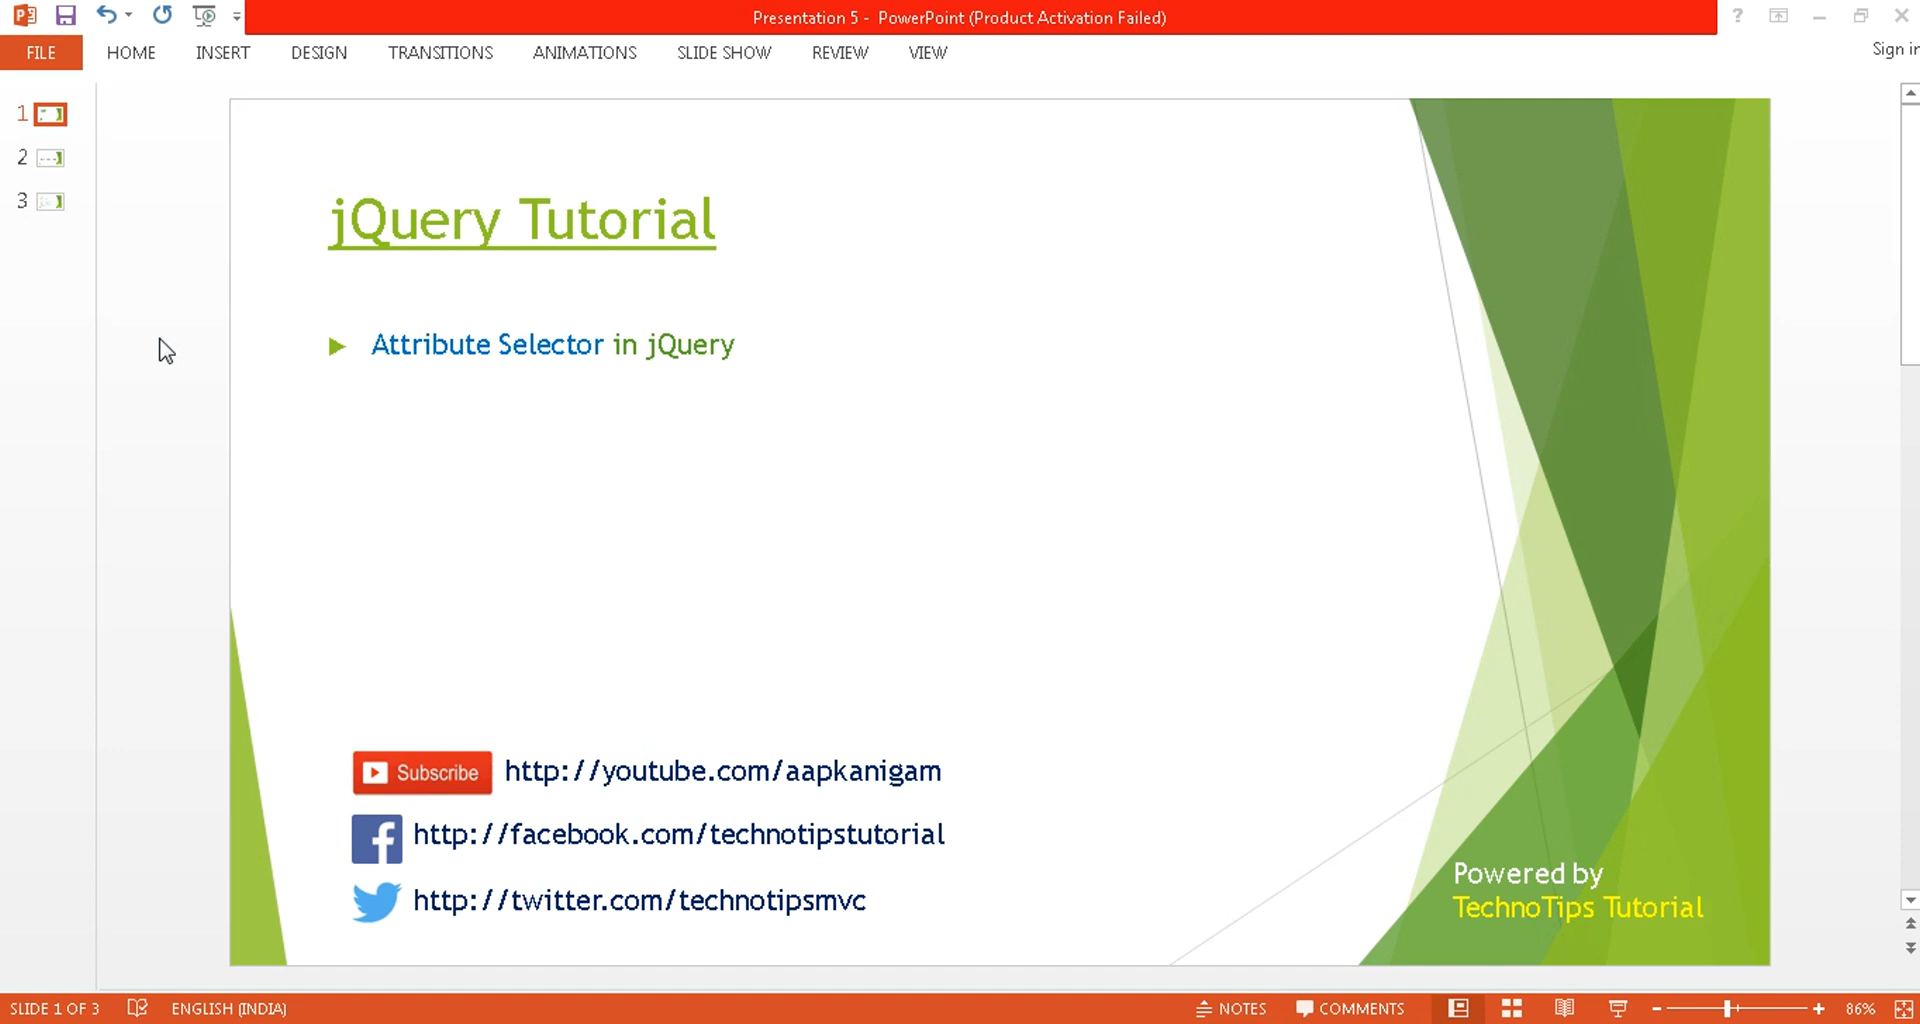 Presentation 5 - PowerPoint (Product Activation Failed)
?
FILE HOME INSERT DESIGN TRANSITIONS ANIMATIONS SLIDE SHOW REVIEW VIEW
Sign in
1
2
3
jQuery Tutorial
Attribute Selector in jQuery
Subscribe http://youtube.com/aapkanigam
http://facebook.com/technotipstutorial
http://twitter.com/technotipsmvc
Powered by
TechnoTips Tutorial
SLIDE 1 OF 3 ENGLISH (INDIA) NOTES COMMENTS 86%